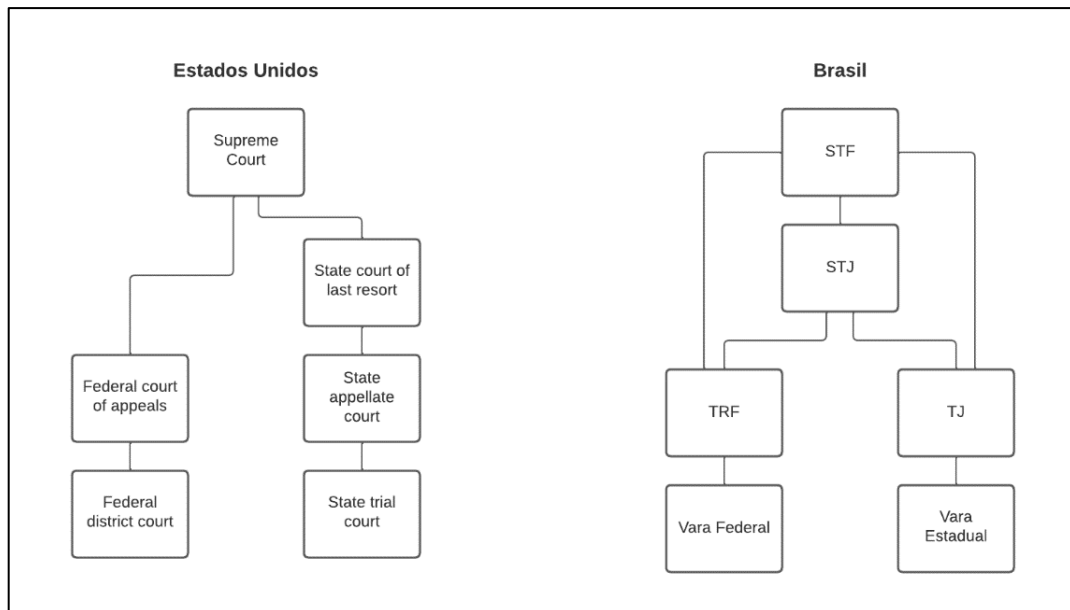 Estados Unidos
Supreme
Court
State court of
last resort
Federal court
of appeals
State
appellate
court
Federal
district court
State trial
court
Brasil
STF
STJ
TRF
TJ
Vara Federal
Vara
Estadual